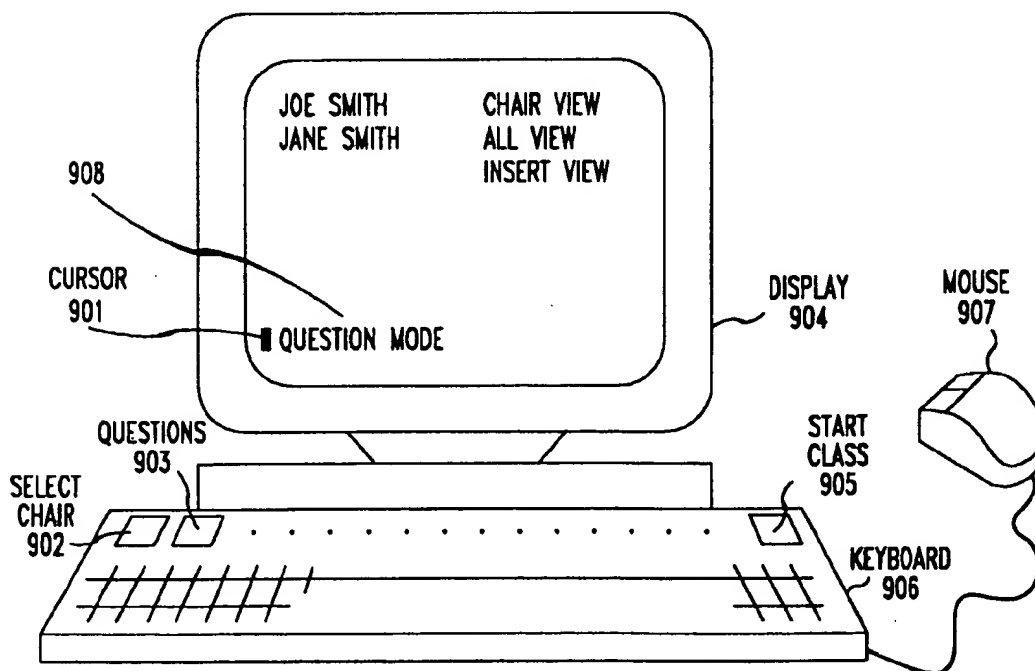 JOE SMITH
JANE SMITH
CHAIR VIEW
ALL VIEW
INSERT VIEW
908
CURSOR
901
QUESTION MODE
DISPLAY
904
MOUSE
907
QUESTIONS
903
SELECT
CHAIR
902
START
CLASS
905
KEYBOARD
906